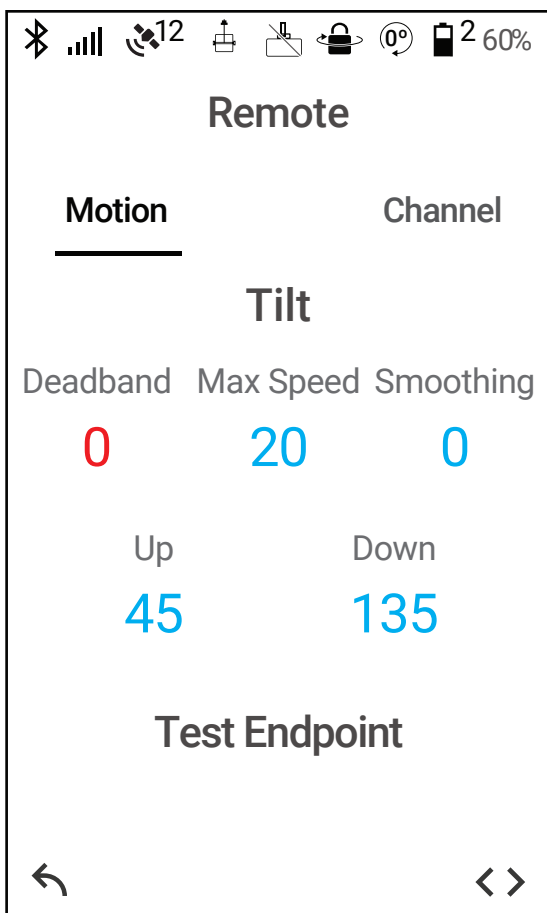 12 0° 2 60%
Remote
Motion Channel
Tilt
Deadband Max Speed Smoothing
0 20 0
Up Down
45 135
Test Endpoint